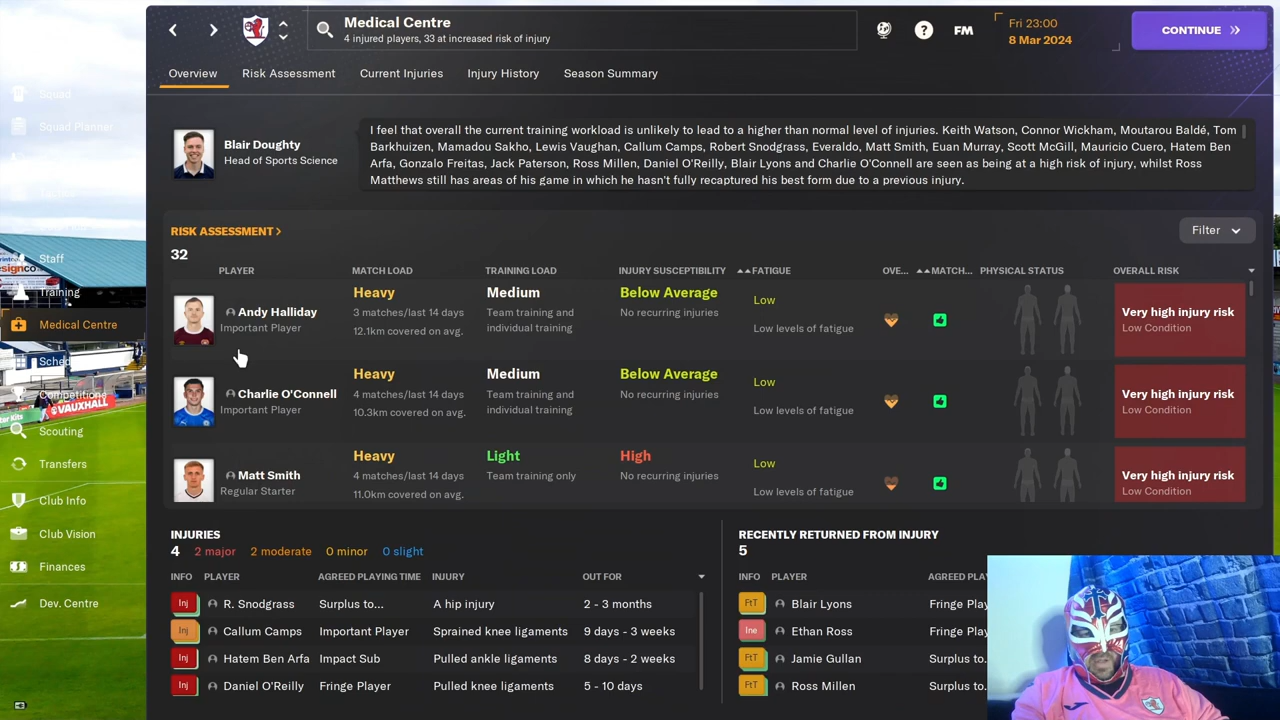 Medical Centre
4 injured players, 33 at increased risk of injury
FM
Fri 23:00
8 Mar 2024
CONTINUE
Overview
Risk Assessment
Current Injuries
Injury History
Season Summary
Squad
Squad Planner
Staff
Training
Medical Centre
Sched
Competitions
VAUXHALL
Scouting
Transfers
Club Info
Club Vision
Finances
Dev. Centre
Blair Doughty
Head of Sports Science
I feel that overall the current training workload is unlikely to lead to a higher than normal level of injuries. Keith Watson, Connor Wickham, Moutarou Baldé, Tom
Barkhuizen, Mamadou Sakho, Lewis Vaughan, Callum Camps, Robert Snodgrass, Everaldo, Matt Smith, Euan Murray, Scott McGill, Mauricio Cuero, Hatem Ben
Arfa, Gonzalo Freitas, Jack Paterson, Ross Millen, Daniel O'Reilly, Blair Lyons and Charlie O'Connell are seen as being at a high risk of injury, whilst Ross
Matthews still has areas of his game in which he hasn't fully recaptured his best form due to a previous injury.
RISK ASSESSMENT >
32
Filter
PLAYER MATCH LOAD TRAINING LOAD INJURY SUSCEPTIBILITY FATIGUE OVE... MATCH... PHYSICAL STATUS OVERALL RISK
Andy Halliday
Important Player
Heavy
3 matches/last 14 days
12.1km covered on avg.
Medium
Team training and
individual training
Below Average
No recurring injuries
Low
Low levels of fatigue
Very high injury risk
Low Condition
Charlie O'Connell
Important Player
Heavy
4 matches/last 14 days
10.3km covered on avg.
Medium
Team training and
individual training
Below Average
No recurring injuries
Low
Low levels of fatigue
Very high injury risk
Low Condition
Matt Smith
Regular Starter
Heavy
4 matches/last 14 days
11.0km covered on avg.
Light
Team training only
High
No recurring injuries
Low
Low levels of fatigue
Very high injury risk
Low Condition
INJURIES
4 2 major 2 moderate 0 minor 0 slight
INFO PLAYER AGREED PLAYING TIME INJURY OUT FOR
Inj R. Snodgrass Surplus to... A hip injury 2 - 3 months
Inj Callum Camps Important Player Sprained knee ligaments 9 days - 3 weeks
Inj Hatem Ben Arfa Impact Sub Pulled ankle ligaments 8 days - 2 weeks
Inj Daniel O'Reilly Fringe Player Pulled knee ligaments 5 - 10 days
RECENTLY RETURNED FROM INJURY
5
INFO PLAYER AGREED PLA
FtT Blair Lyons Fringe Play
Ine Ethan Ross Fringe Play
FtT Jamie Gullan Surplus to...
FtT Ross Millen Surplus to...